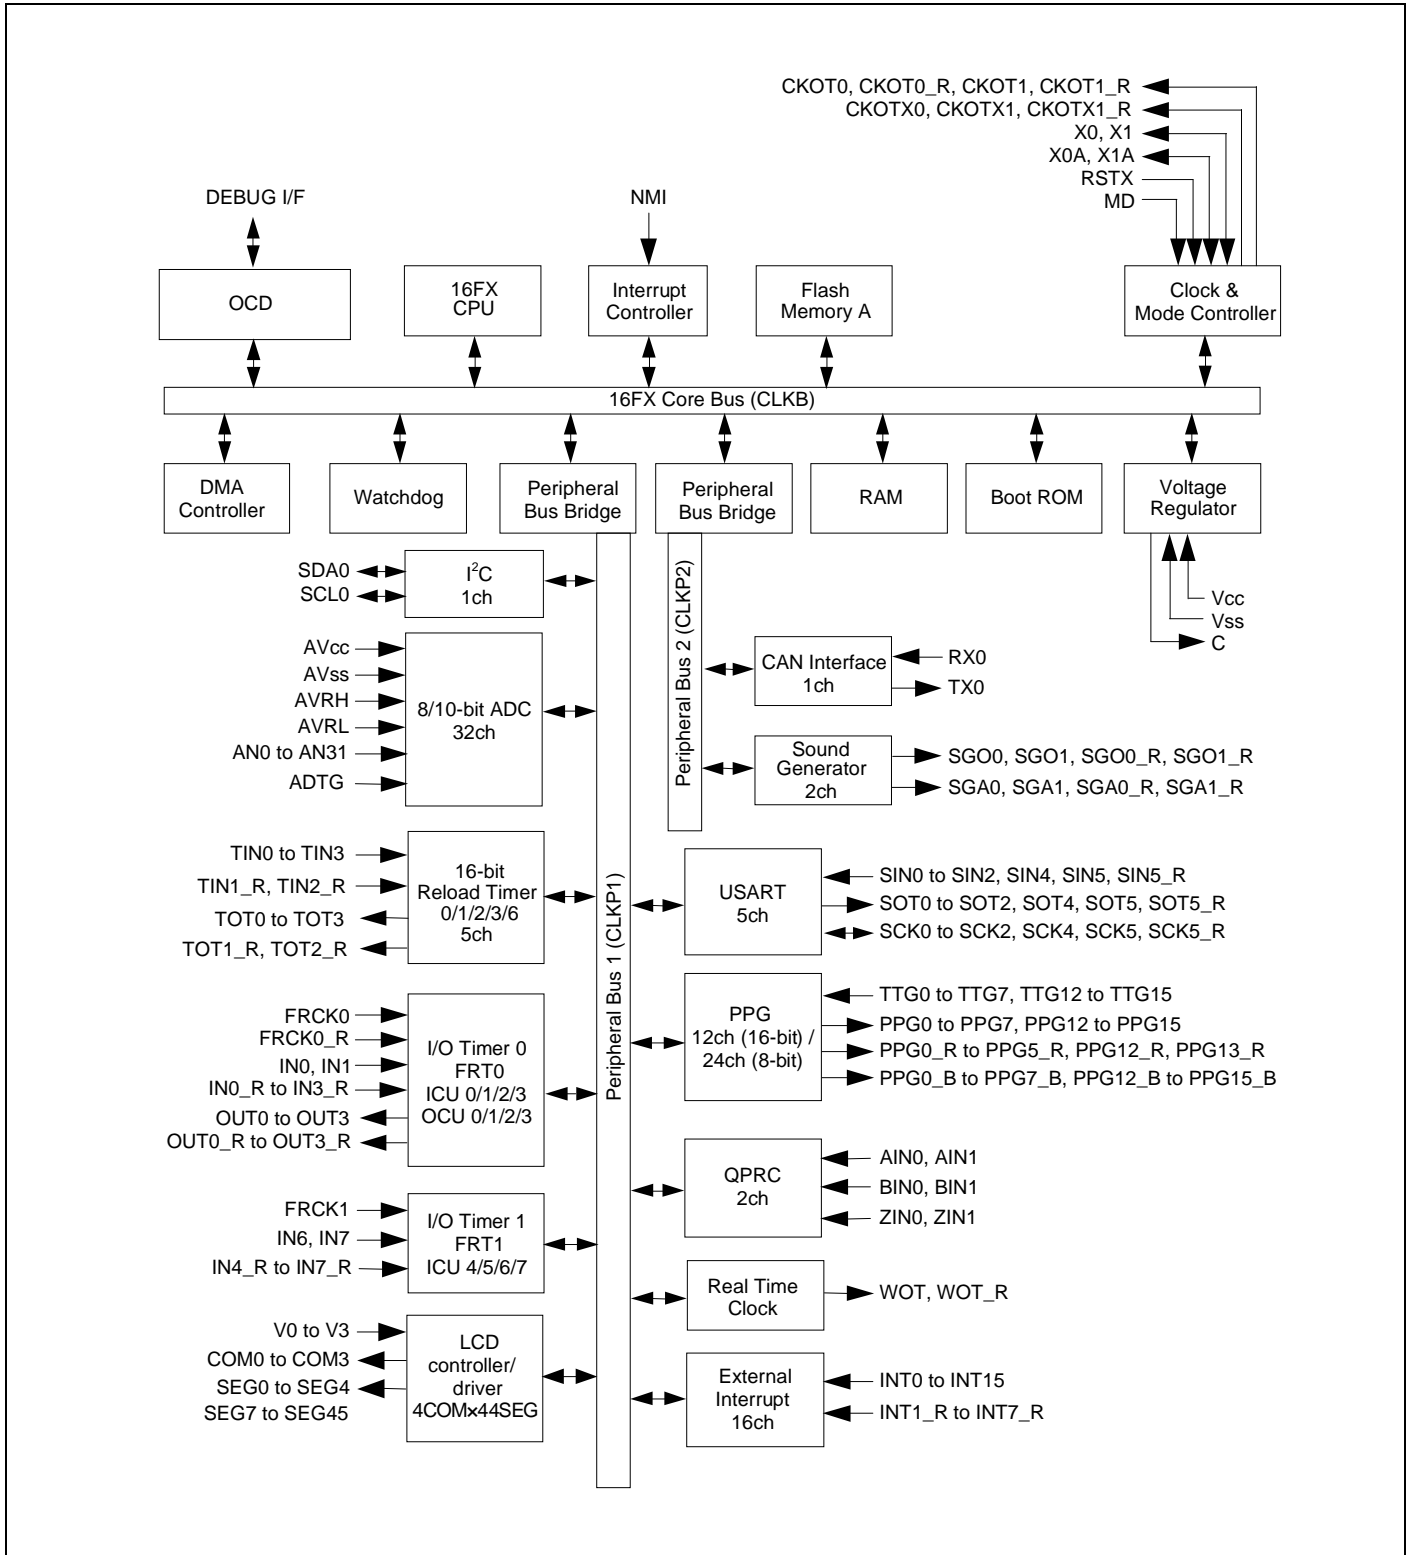 CKOT0, CKOT0_R, CKOT1, CKOT1_R
CKOTX0, CKOTX1, CKOTX1_R
X0, X1
X0A, X1A
RSTX
MD
DEBUG I/F
NMI
OCD
16FX
CPU
Interrupt
Controller
Flash
Memory A
Clock &
Mode Controller
16FX Core Bus (CLKB)
DMA
Controller
Watchdog
Peripheral
Bus Bridge
Peripheral
Bus Bridge
RAM
Boot ROM
Voltage
Regulator
Vcc
Vss
C
Peripheral Bus 1 (CLKP1)
Peripheral Bus 2 (CLKP2)
SDA0
SCL0
I²C
1ch
AVcc
AVss
AVRH
AVRL
AN0 to AN31
ADTG
8/10-bit ADC
32ch
TIN0 to TIN3
TIN1_R, TIN2_R
TOT0 to TOT3
TOT1_R, TOT2_R
16-bit
Reload Timer
0/1/2/3/6
5ch
FRCK0
FRCK0_R
IN0, IN1
IN0_R to IN3_R
OUT0 to OUT3
OUT0_R to OUT3_R
I/O Timer 0
FRT0
ICU 0/1/2/3
OCU 0/1/2/3
FRCK1
IN6, IN7
IN4_R to IN7_R
I/O Timer 1
FRT1
ICU 4/5/6/7
V0 to V3
COM0 to COM3
SEG0 to SEG4
SEG7 to SEG45
LCD
controller/
driver
4COM×44SEG
CAN Interface
1ch
RX0
TX0
Sound
Generator
2ch
SGO0, SGO1, SGO0_R, SGO1_R
SGA0, SGA1, SGA0_R, SGA1_R
USART
5ch
SIN0 to SIN2, SIN4, SIN5, SIN5_R
SOT0 to SOT2, SOT4, SOT5, SOT5_R
SCK0 to SCK2, SCK4, SCK5, SCK5_R
PPG
12ch (16-bit) /
24ch (8-bit)
TTG0 to TTG7, TTG12 to TTG15
PPG0 to PPG7, PPG12 to PPG15
PPG0_R to PPG5_R, PPG12_R, PPG13_R
PPG0_B to PPG7_B, PPG12_B to PPG15_B
QPRC
2ch
AIN0, AIN1
BIN0, BIN1
ZIN0, ZIN1
Real Time
Clock
WOT, WOT_R
External
Interrupt
16ch
INT0 to INT15
INT1_R to INT7_R